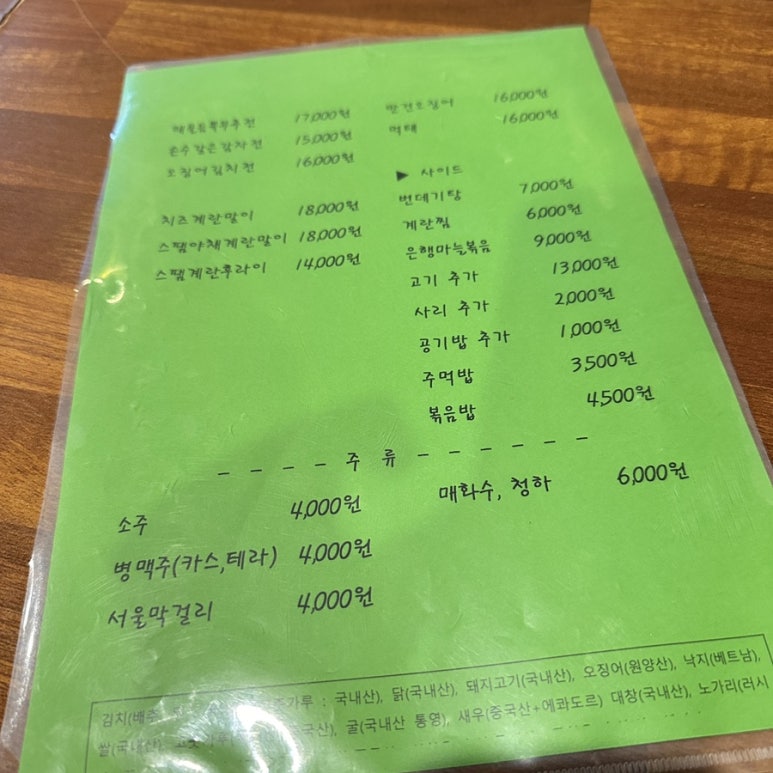 해물듬뿍부추전 17,000원
손수갈은감자전 15,000원
오징어김치전 16,000원
치즈계란말이 18,000원
스팸야채계란말이 18,000원
스팸계란후라이 14,000원
반건오징어 16,000원
먹태 16,000원
▶ 사이드
번데기탕 7,000원
계란찜 6,000원
은행마늘볶음 9,000원
고기 추가 13,000원
사리 추가 2,000원
공기밥 추가 1,000원
주먹밥 3,500원
볶음밥 4,500원
- - - - 주 류 - - - - - -
소주 4,000원
병맥주(카스,테라) 4,000원
서울막걸리 4,000원
매화수, 청하 6,000원
김치(배추 : 국내산), 닭(국내산), 돼지고기(국내산), 오징어(원양산), 낙지(베트남),
쌀(국내산), 굴(국내산 통영), 새우(중국산+에콰도르) 대창(국내산), 노가리(러시